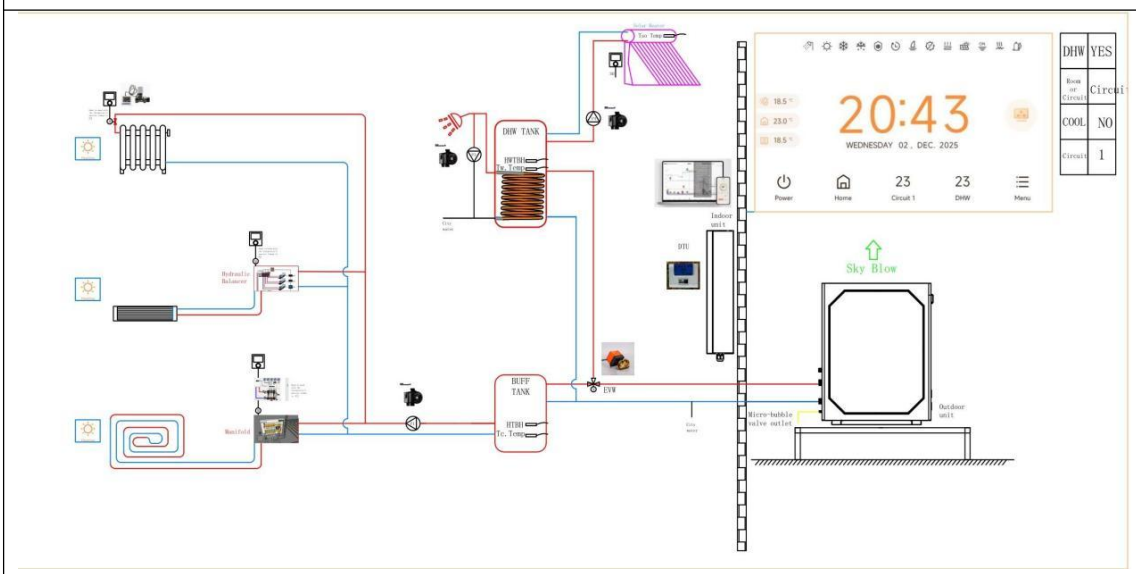 Solar Heater
Tso Temp
DHW TANK
HWTBH
Tw.Temp
City
water
Indoor
unit
DTU
18.5 °
23.0 °
18.5 °
20:43
WEDNESDAY 02 , DEC. 2025
Power
Home
23
Circuit 1
23
DHW
Menu
DHW YES
Room
or
Circuit
Circui
COOL NO
Circuit 1
Sky Blow
Hydraulic
Balancer
BUFF
TANK
HTBH
Tc.Temp
EVW
City
water
Micro-bubble
valve outlet
Outdoor
unit
Manifold